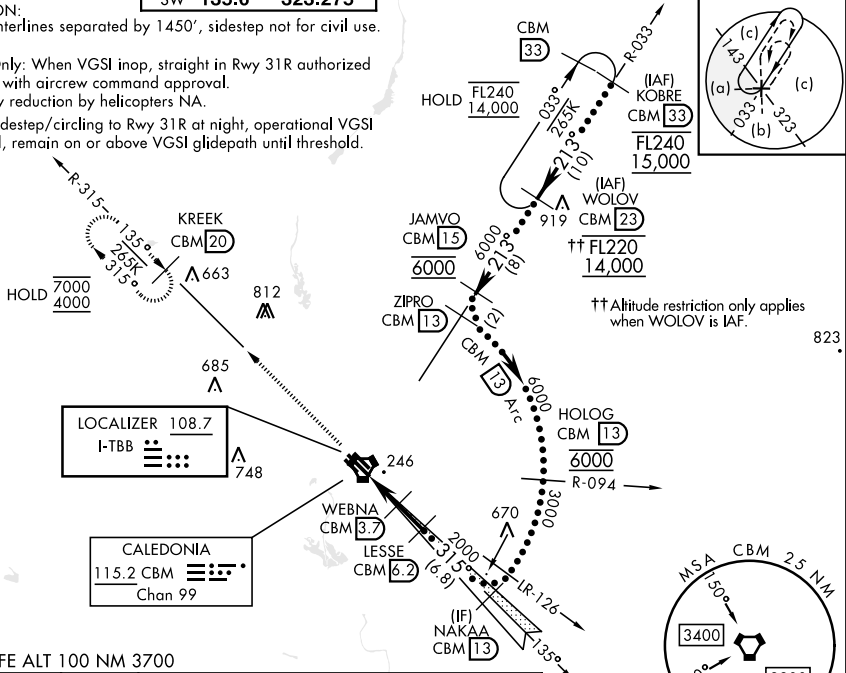 ON:
SW 135.6 323.275
nterlines separated by 1450', sidestep not for civil use.
Only: When VGSI inop, straight in Rwy 31R authorized
with aircrew command approval.
y reduction by helicopters NA.
destep/circling to Rwy 31R at night, operational VGSI
, remain on or above VGSI glidepath until threshold.
CBM
33
R-033
HOLD FL240
14,000
033°
265K
213°
(10)
(IAF)
KOBRE
CBM 33
FL240
15,000
(c)
143
(a)
(c)
033
(b)
323
R-315
135°
265K
315°
KREEK
CBM 20
663
HOLD 7000
4000
812
685
JAMVO
CBM 15
6000
6000
213°
(8)
919
(IAF)
WOLOV
CBM 23
†† FL220
14,000
ZIPRO
CBM 13
(2)
††Altitude restriction only applies
when WOLOV is IAF.
823
CBM 13 Arc
6000
LOCALIZER 108.7
I-TBB
748
246
HOLOG
CBM 13
6000
R-094
3000
WEBNA
CBM 3.7
LESSE
CBM 6.2
670
2000
315°
(6.8)
LR-126
CALEDONIA
115.2 CBM
Chan 99
(IF)
NAKAA
CBM 13
135°
MSA CBM 25 NM
150°
3400
FE ALT 100 NM 3700